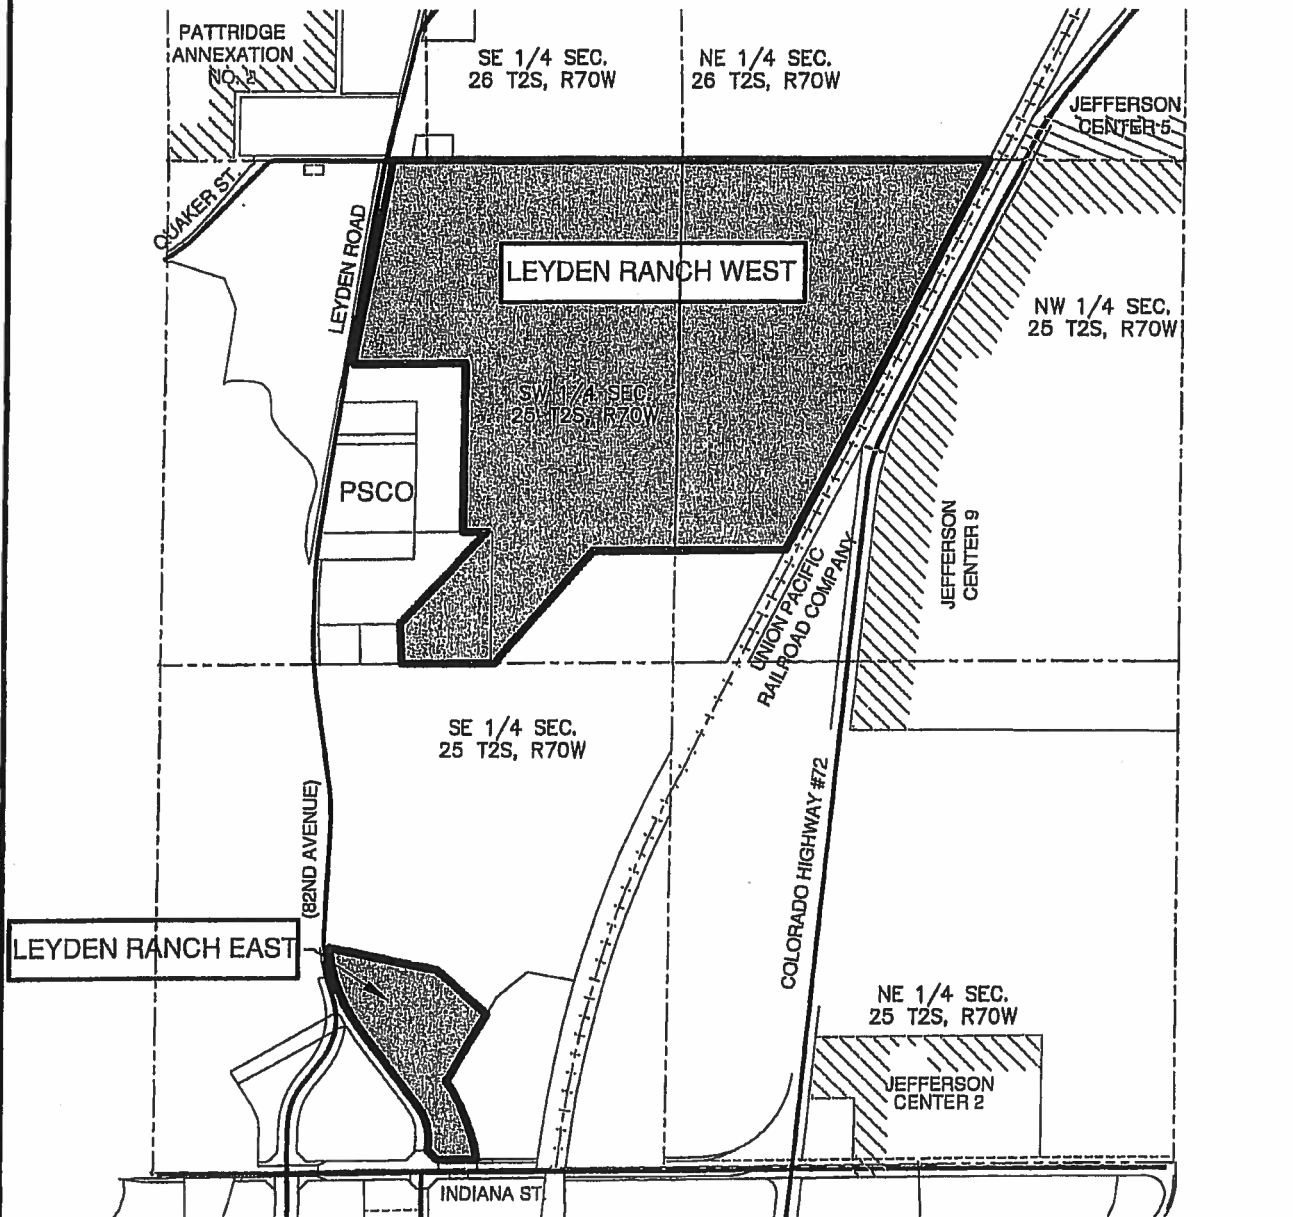 PATTRIDGE
ANNEXATION
NO. 2
SE 1/4 SEC.
26 T2S, R70W
NE 1/4 SEC.
26 T2S, R70W
JEFFERSON
CENTER 5
QUAKER ST.
LEYDEN ROAD
LEYDEN RANCH WEST
NW 1/4 SEC.
25 T2S, R70W
SW 1/4 SEC.
25 T2S, R70W
PSCO
JEFFERSON
CENTER 9
UNION PACIFIC
RAILROAD COMPANY
SE 1/4 SEC.
25 T2S, R70W
(82ND AVENUE)
COLORADO HIGHWAY #72
LEYDEN RANCH EAST
NE 1/4 SEC.
25 T2S, R70W
JEFFERSON
CENTER 2
INDIANA ST.